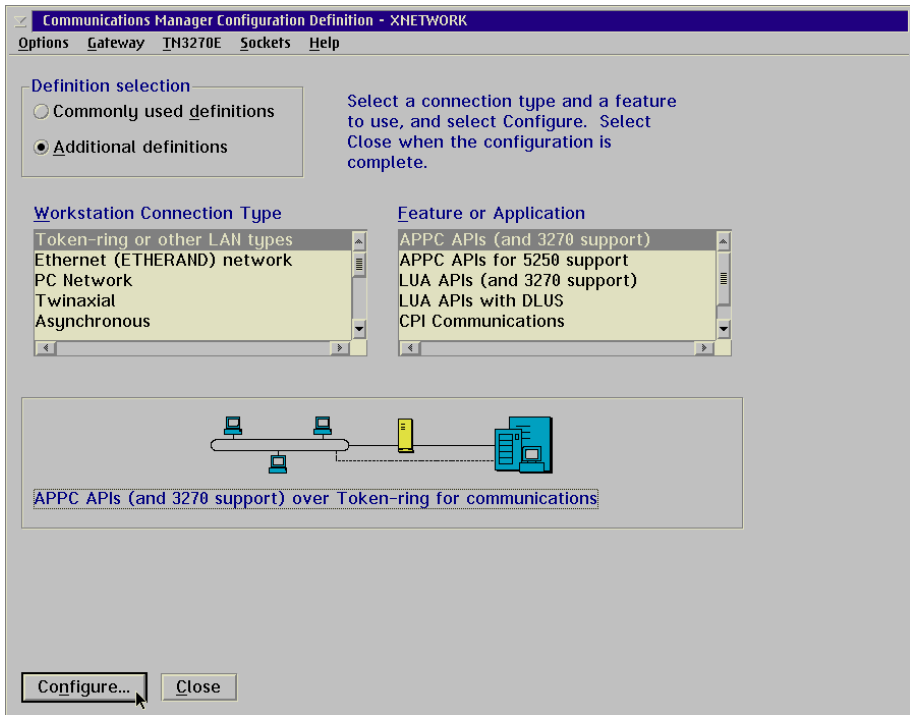 Communications Manager Configuration Definition - XNETWORK
Options Gateway TN3270E Sockets Help
Definition selection
Commonly used definitions
Additional definitions
Select a connection type and a feature
to use, and select Configure. Select
Close when the configuration is
complete.
Workstation Connection Type
Token-ring or other LAN types
Ethernet (ETHERAND) network
PC Network
Twinaxial
Asynchronous
Feature or Application
APPC APIs (and 3270 support)
APPC APIs for 5250 support
LUA APIs (and 3270 support)
LUA APIs with DLUS
CPI Communications
APPC APIs (and 3270 support) over Token-ring for communications
Configure... Close